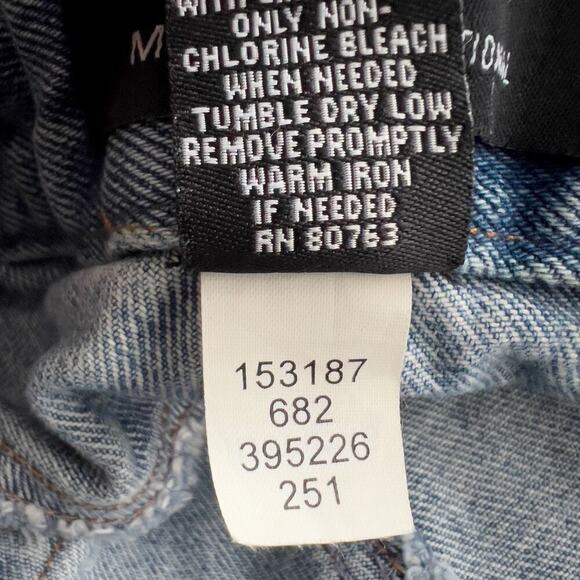 ONLY NON-
CHLORINE BLEACH
WHEN NEEDED
TUMBLE DRY LOW
REMOVE PROMPTLY
WARM IRON
IF NEEDED
RN 80763
153187
682
395226
251